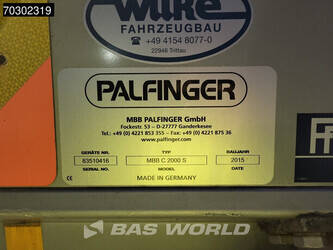 70302319
Wilke
FAHRZEUGBAU
+49 4154 8077-0
22946 Trittau
PALFINGER
MBB PALFINGER GmbH
Fockestr. 53 – D-27777 Ganderkesee
Tel.: +49 (0) 4221 853 355 – Fax: +49 (0) 4221 875 36
www.palfinger.com
GERÄTE NR. TYP BAUJAHR
83510416 MBB C 2000 S 2015
SERIAL NO. MODEL DATE
MADE IN GERMANY
BAS WORLD